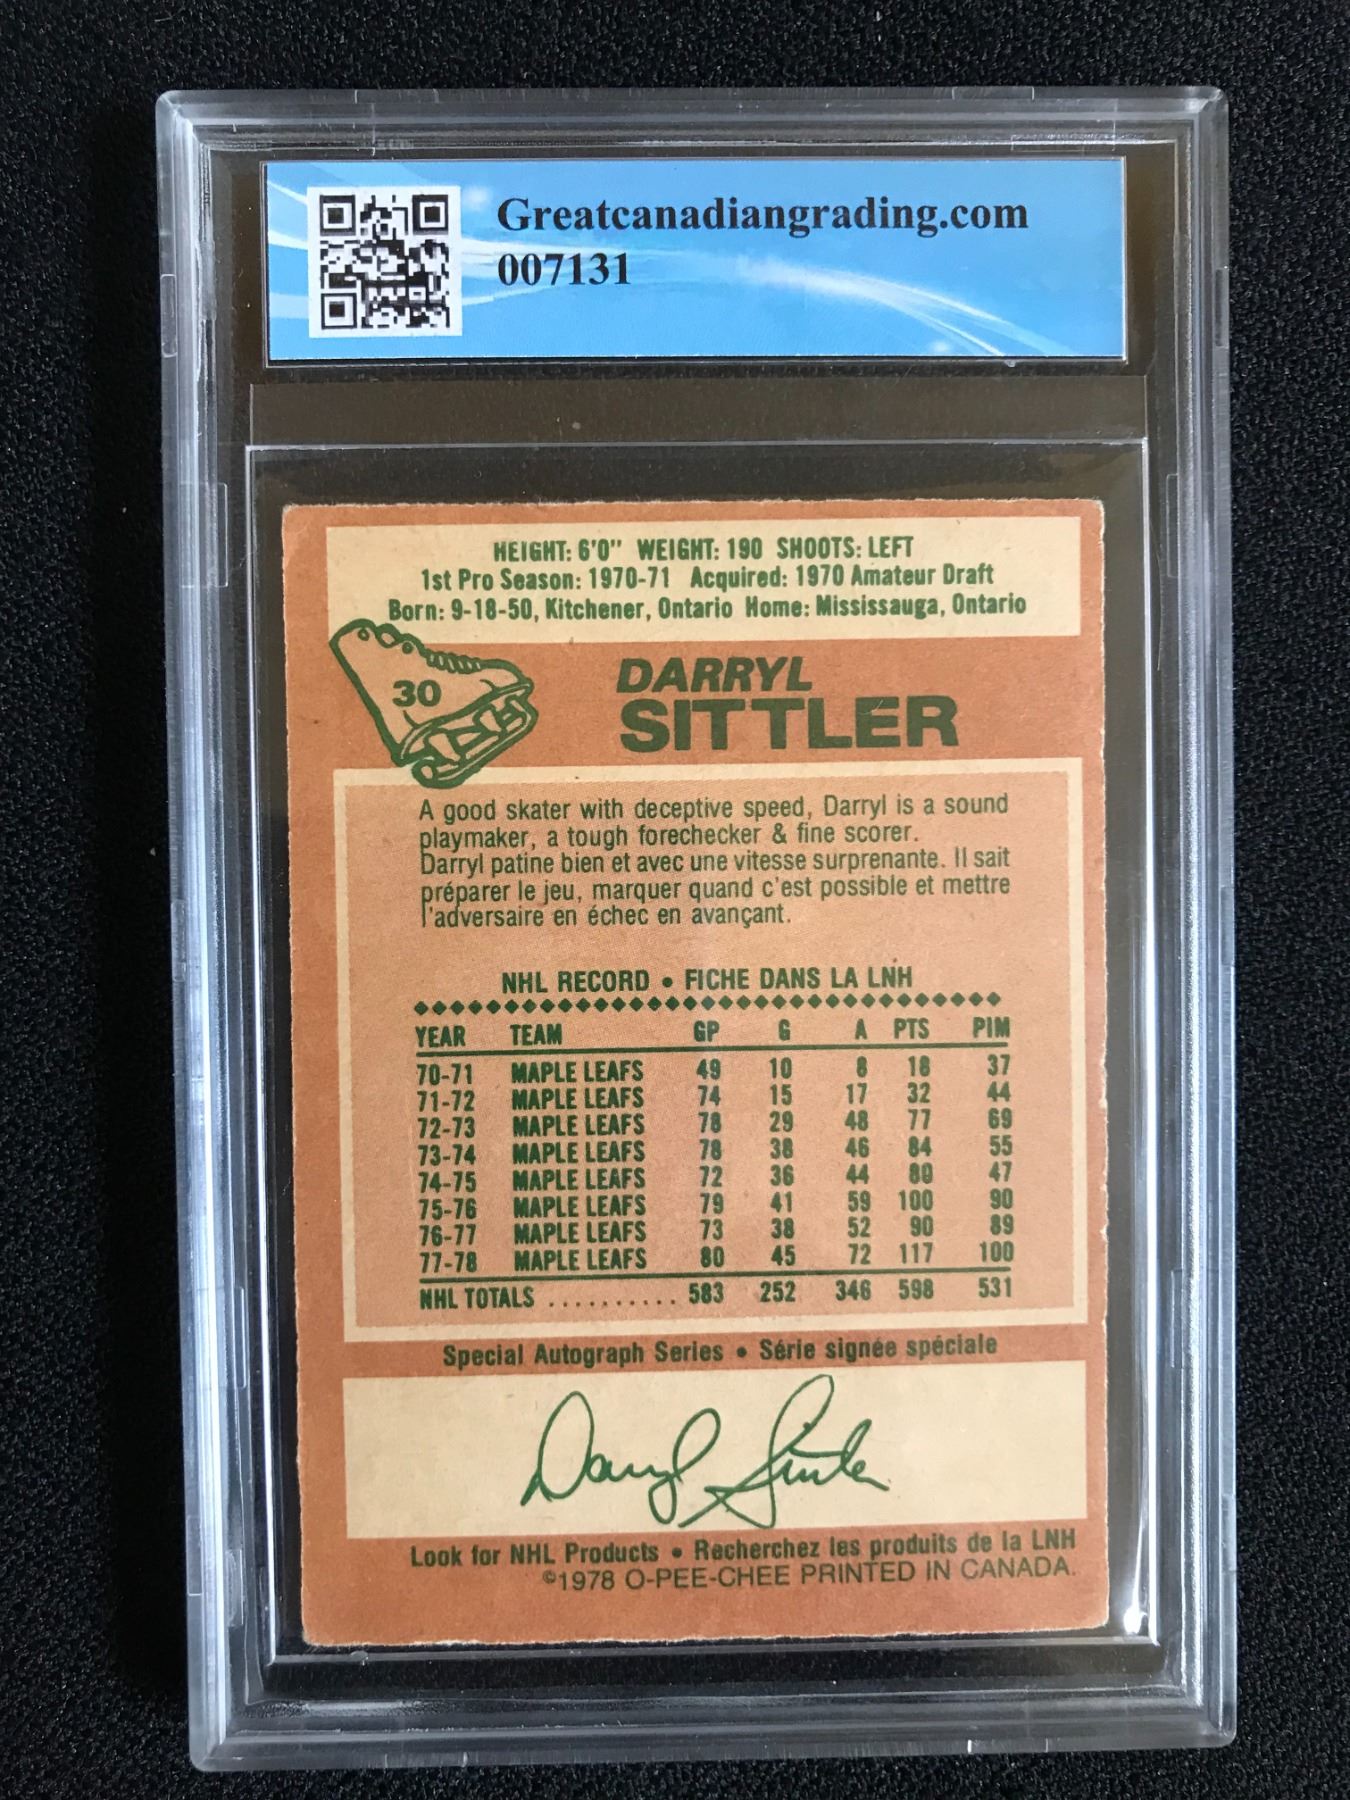 Greatcanadiangrading.com
007131
HEIGHT: 6'0" WEIGHT: 190 SHOOTS: LEFT
1st Pro Season: 1970-71 Acquired: 1970 Amateur Draft
Born: 9-18-50, Kitchener, Ontario Home: Mississauga, Ontario
30
DARRYL
SITTLER
A good skater with deceptive speed, Darryl is a sound
playmaker, a tough forechecker & fine scorer.
Darryl patine bien et avec une vitesse surprenante. Il sait
préparer le jeu, marquer quand c'est possible et mettre
l'adversaire en échec en avançant.
NHL RECORD • FICHE DANS LA LNH
YEAR TEAM GP G A PTS PIM
70-71 MAPLE LEAFS 49 10 8 18 37
71-72 MAPLE LEAFS 74 15 17 32 44
72-73 MAPLE LEAFS 78 29 48 77 69
73-74 MAPLE LEAFS 78 38 46 84 55
74-75 MAPLE LEAFS 72 36 44 80 47
75-76 MAPLE LEAFS 79 41 59 100 90
76-77 MAPLE LEAFS 73 38 52 90 89
77-78 MAPLE LEAFS 80 45 72 117 100
NHL TOTALS .......... 583 252 346 598 531
Special Autograph Series • Série signée spéciale
Darryl Sittler
Look for NHL Products • Recherchez les produits de la LNH
©1978 O-PEE-CHEE PRINTED IN CANADA.